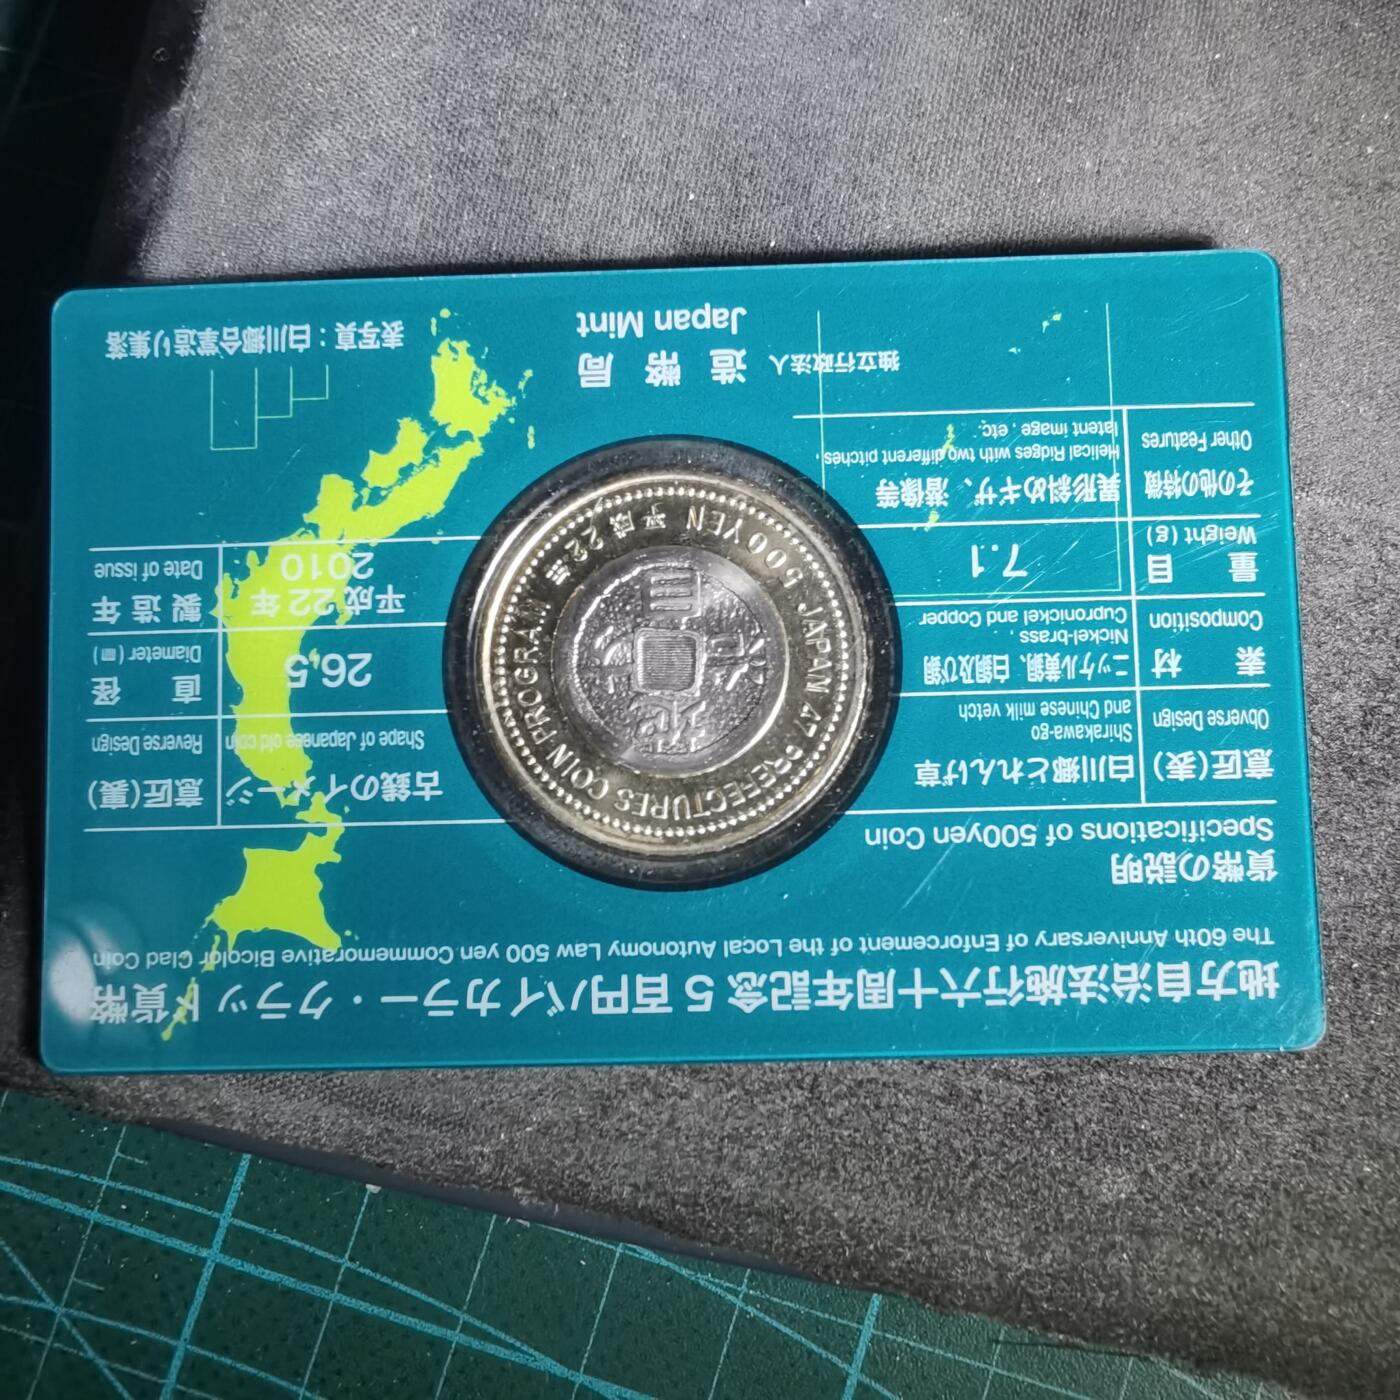 地方自治法施行六十周年記念５百円バイカラー・クラッド貨幣
The 60th Anniversary of Enforcement of the Local Autonomy Law 500 yen Commemorative Bicolor Clad Coin
貨幣の説明
Specifications of 500yen Coin
意匠(表)
Obverse Design
白川郷とれんげ草
Shirakawa-go
and Chinese milk vetch
素材
Composition
ニッケル黄銅、白銅及び銅
Nickel-brass ,
Cupronickel and Copper
量目
Weight (g)
7.1
その他の特徴
Other Features
異形斜めギザ、潜像等
Helical Ridges with two different pitches ,
latent image , etc.
意匠(裏)
Reverse Design
古銭のイメージ
Shape of Japanese old coin
直径
Diameter (㎜)
26.5
製造年
Date of issue
平成22年
2010
JAPAN 47 PREFECTURES COIN PROGRAM
500 YEN 平成22年
独立行政法人 造幣局
Japan Mint
表写真：白川郷合掌造り集落